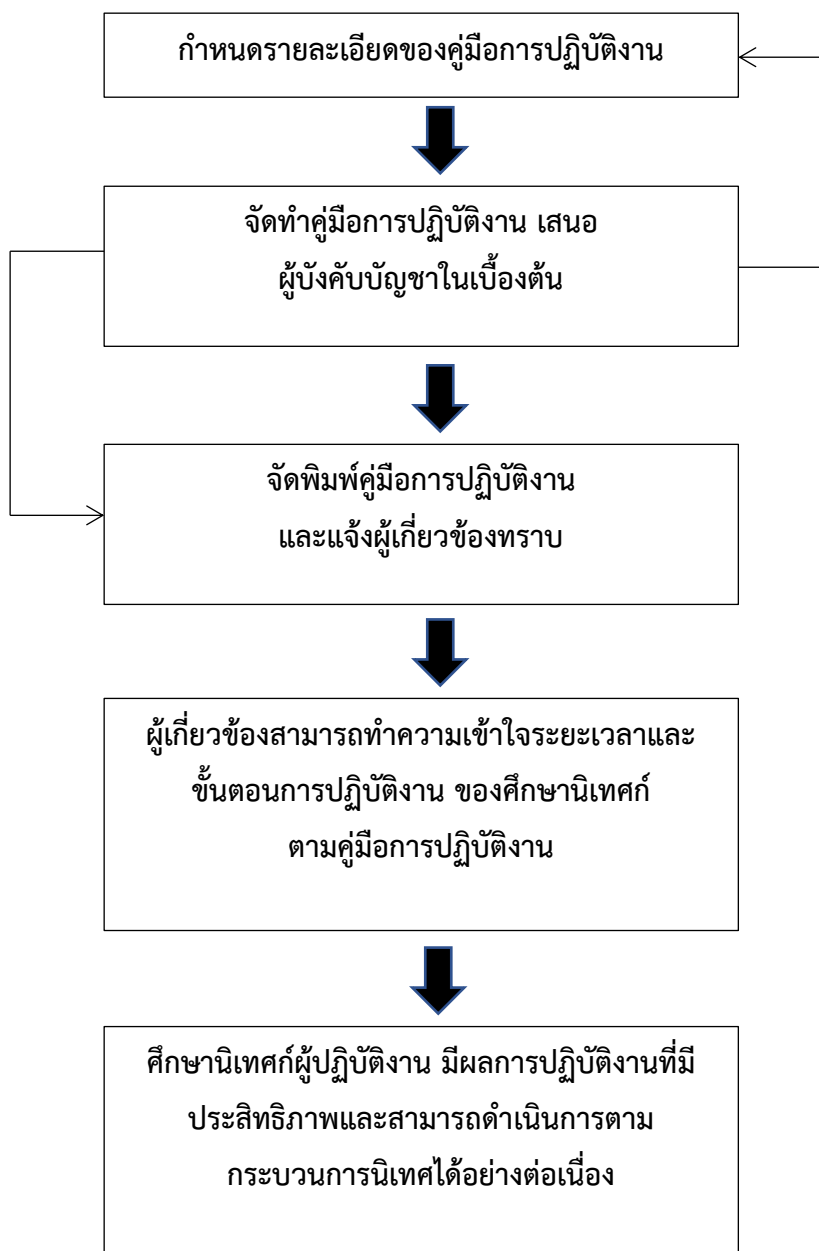 กำหนดรายละเอียดของคู่มือการปฏิบัติงาน
จัดทำคู่มือการปฏิบัติงาน เสนอ
ผู้บังคับบัญชาในเบื้องต้น
จัดพิมพ์คู่มือการปฏิบัติงาน
และแจ้งผู้เกี่ยวข้องทราบ
ผู้เกี่ยวข้องสามารถทำความเข้าใจระยะเวลาและ
ขั้นตอนการปฏิบัติงาน ของศึกษานิเทศก์
ตามคู่มือการปฏิบัติงาน
ศึกษานิเทศก์ผู้ปฏิบัติงาน มีผลการปฏิบัติงานที่มี
ประสิทธิภาพและสามารถดำเนินการตาม
กระบวนการนิเทศได้อย่างต่อเนื่อง